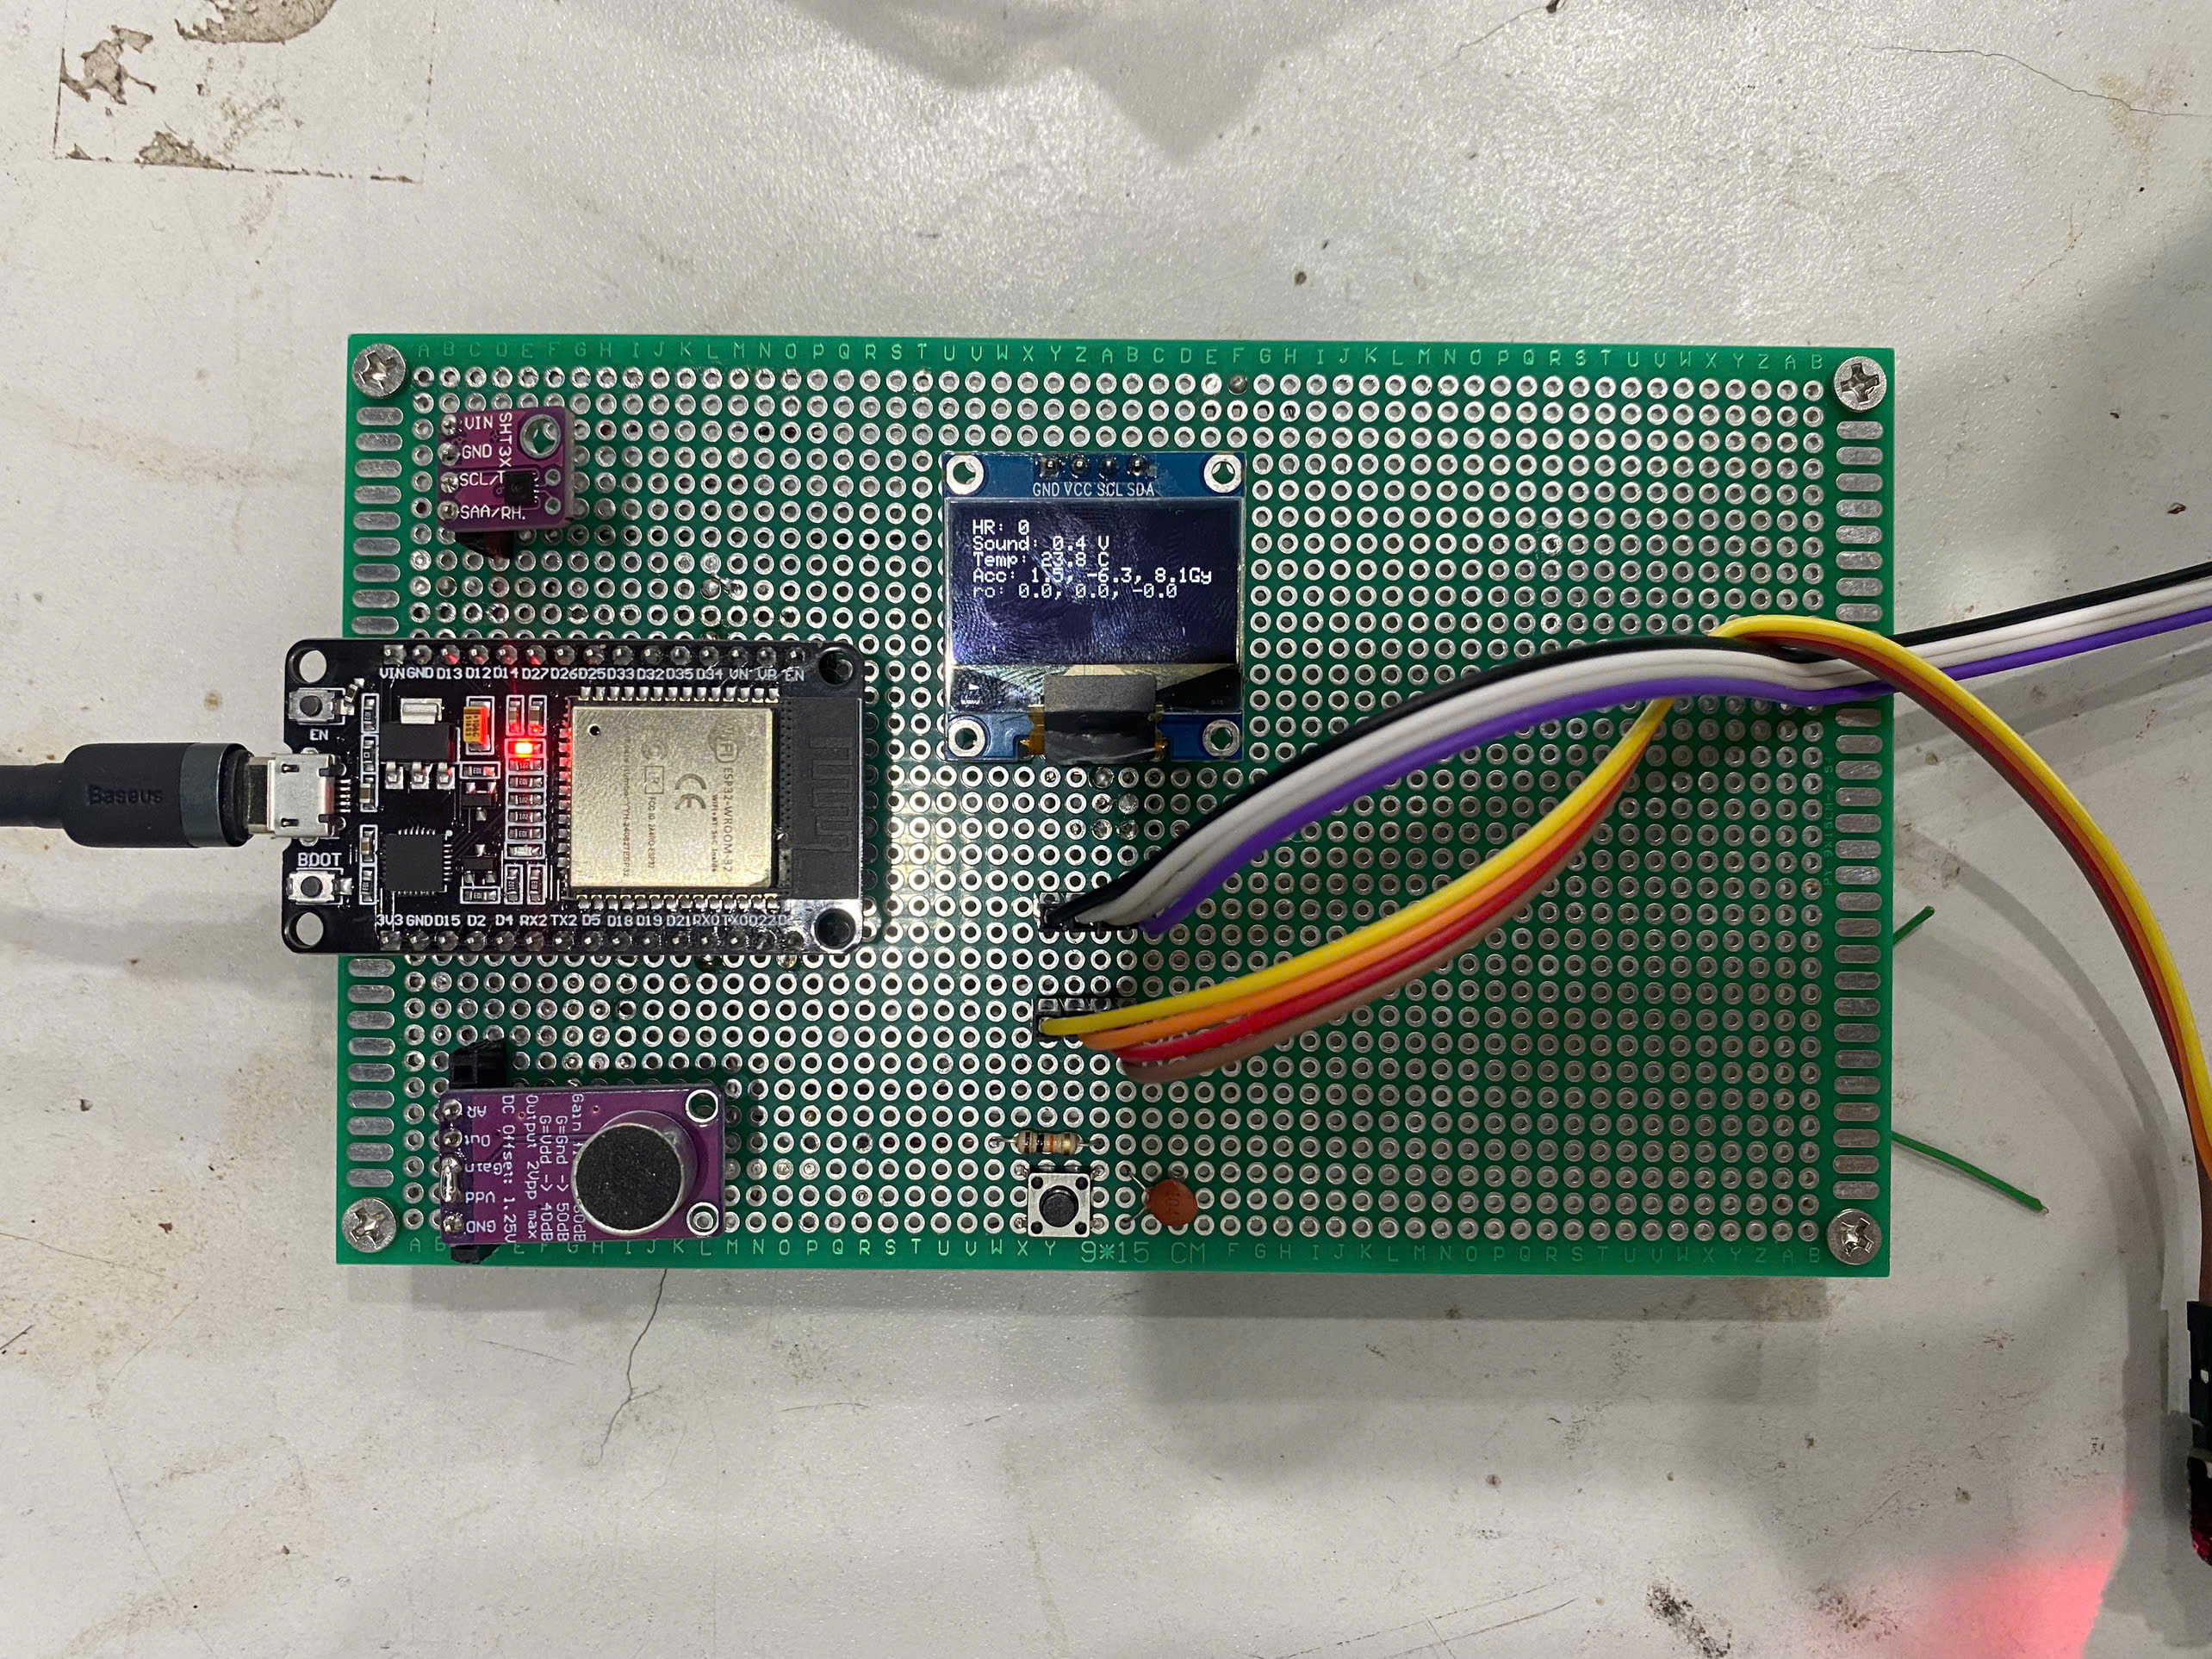 A B C D E F G H I J K L M N O P Q R S T U V W X Y Z A B C D E F G H I J K L M N O P Q R S T U V W X Y Z A B
VIN
GND
SCL/T
SAA/RH.
SHT3X
GND VCC SCL SDA
HR: 0
Sound: 0.4 V
Temp: 23.8 C
Acc: 1.5, -6.3, 8.1Gy
ro: 0.0, 0.0, -0.0
VIN GND D13 D12 D14 D27 D26 D25 D33 D32 D35 D34 VN VP EN
EN
Baseus
BOOT
ESP32-WROOM-32
CE
WiFi
3V3 GND D15 D2 D4 RX2 TX2 D5 D18 D19 D21 RX0 TX0 D22
AR
Out
Gain
Vdd
GND
G=Gnd -> 50dB
G=Vdd -> 40dB
Output 2Vpp max
DC Offset: 1.25V
A B E F G H I J K L M N O P Q R S T U V W X Y 9*15 CM F G H I J K L M N O P Q R S T U V W X Y Z A B